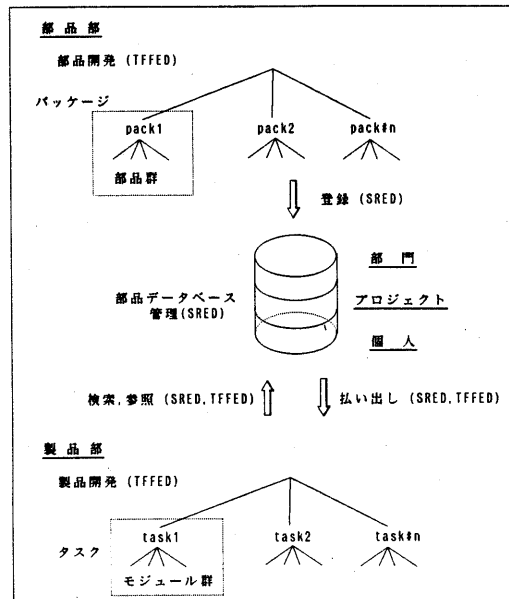 部品部
部品開発 (TFFED)
パッケージ
pack1 pack2 pack#n
部品群
登録 (SRED)
部 門
部品データベース
管理(SRED)
プロジェクト
個 人
検索,参照 (SRED,TFFED) 払い出し (SRED,TFFED)
製品部
製品開発 (TFFED)
task1 task2 task#n
タスク
モジュール群